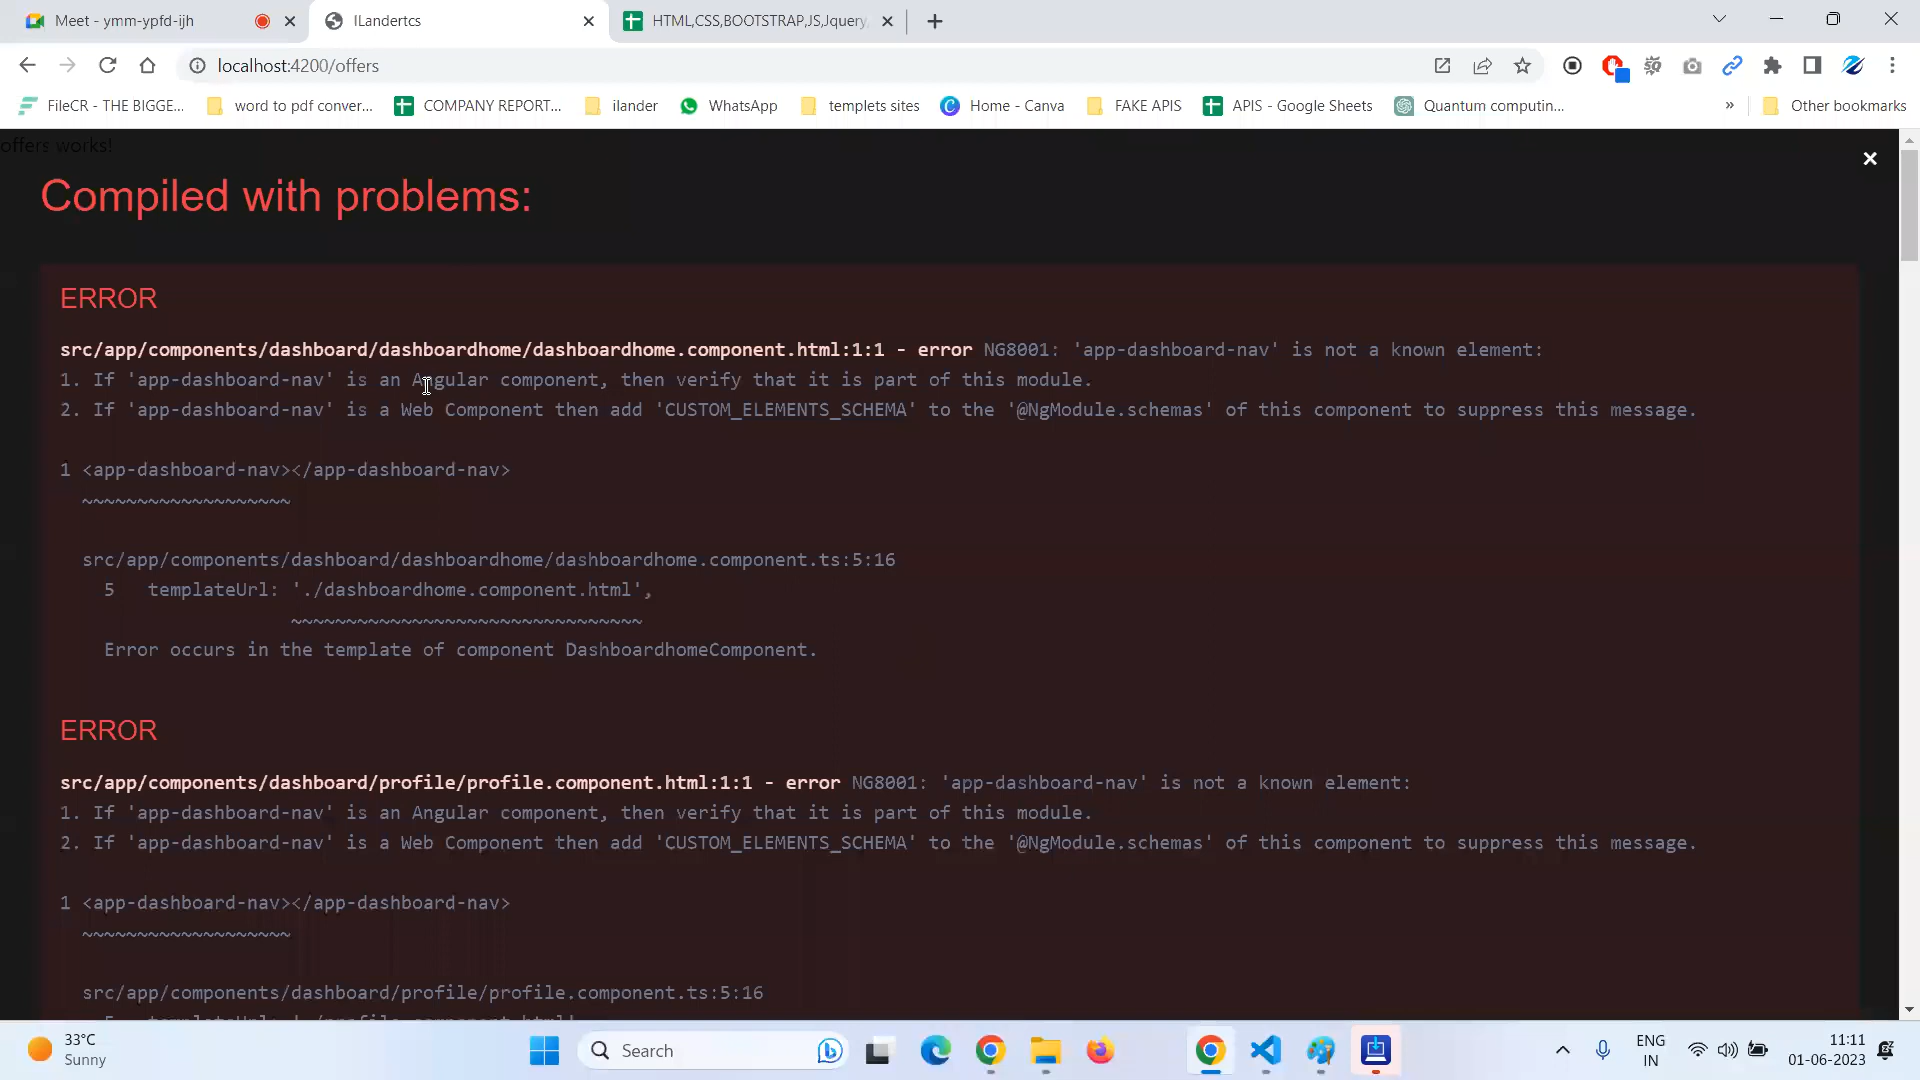 Meet - ymm-ypfd-ijh
ILandertcs
HTML,CSS,BOOTSTRAP,JS,Jquery,
localhost:4200/offers
FileCR - THE BIGGE...
word to pdf conver...
COMPANY REPORT...
ilander
WhatsApp
templets sites
Home - Canva
FAKE APIS
APIS - Google Sheets
Quantum computin...
»
Other bookmarks
offers works!
Compiled with problems:
ERROR
src/app/components/dashboard/dashboardhome/dashboardhome.component.html:1:1 - error NG8001: 'app-dashboard-nav' is not a known element:
1. If 'app-dashboard-nav' is an Angular component, then verify that it is part of this module.
2. If 'app-dashboard-nav' is a Web Component then add 'CUSTOM_ELEMENTS_SCHEMA' to the '@NgModule.schemas' of this component to suppress this message.
1 <app-dashboard-nav></app-dashboard-nav>
~~~~~~~~~~~~~~~~~~~
src/app/components/dashboard/dashboardhome/dashboardhome.component.ts:5:16
5 templateUrl: './dashboardhome.component.html',
~~~~~~~~~~~~~~~~~~~~~~~~~~~~~~~~
Error occurs in the template of component DashboardhomeComponent.
ERROR
src/app/components/dashboard/profile/profile.component.html:1:1 - error NG8001: 'app-dashboard-nav' is not a known element:
1. If 'app-dashboard-nav' is an Angular component, then verify that it is part of this module.
2. If 'app-dashboard-nav' is a Web Component then add 'CUSTOM_ELEMENTS_SCHEMA' to the '@NgModule.schemas' of this component to suppress this message.
1 <app-dashboard-nav></app-dashboard-nav>
~~~~~~~~~~~~~~~~~~~
src/app/components/dashboard/profile/profile.component.ts:5:16
5 templateUrl: './profile.component.html'
33°C
Sunny
Search
ENG
IN
11:11
01-06-2023